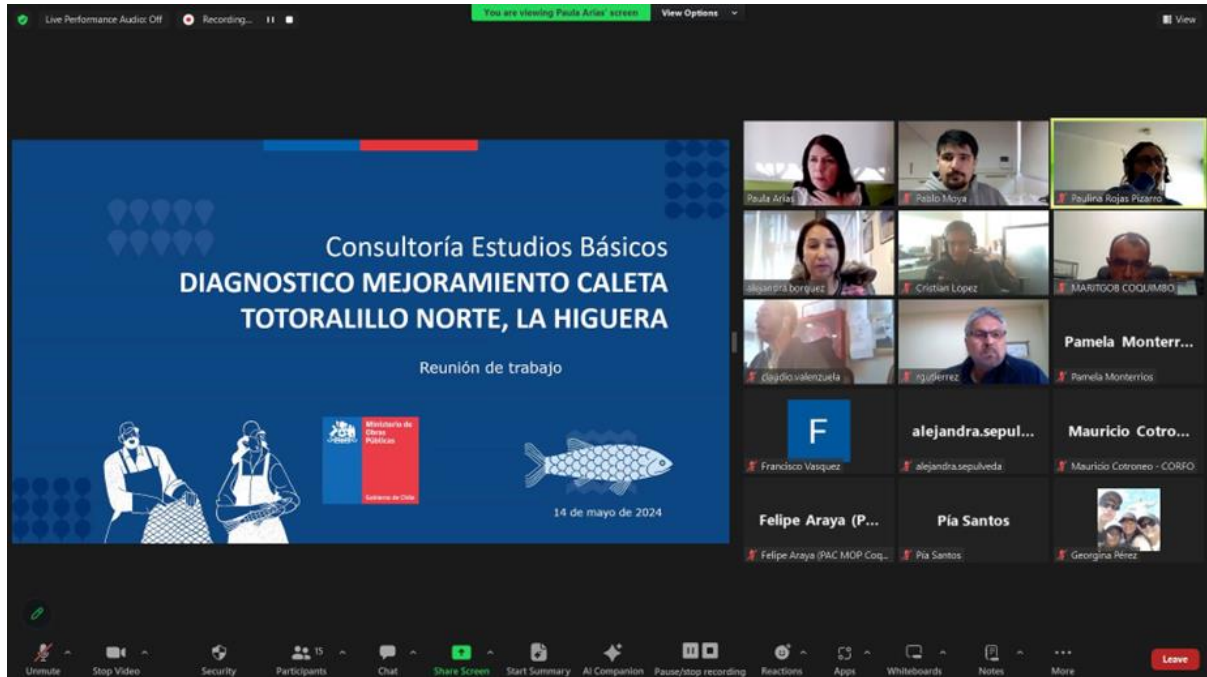 Live Performance Audio: Off
Recording...
You are viewing Paula Arias' screen
View Options
View
Consultoría Estudios Básicos
DIAGNOSTICO MEJORAMIENTO CALETA
TOTORALILLO NORTE, LA HIGUERA
Reunión de trabajo
Ministerio de
Obras
Públicas
Gobierno de Chile
14 de mayo de 2024
Paula Arias
Pablo Moya
Paulina Rojas Pizarro
alejandra borquez
Cristian López
MARITGOB COQUIMBO
claudio.valenzuela
rgutierrez
Pamela Monterr...
Pamela Monterrios
F
Francisco Vasquez
alejandra.sepul...
alejandra.sepulveda
Mauricio Cotro...
Mauricio Cotroneo - CORFO
Felipe Araya (P...
Felipe Araya (PAC MOP Coq...
Pía Santos
Pía Santos
Georgina Pérez
Unmute
Stop Video
Security
Participants
15
Chat
Share Screen
Start Summary
AI Companion
Pause/stop recording
Reactions
Apps
Whiteboards
Notes
More
Leave